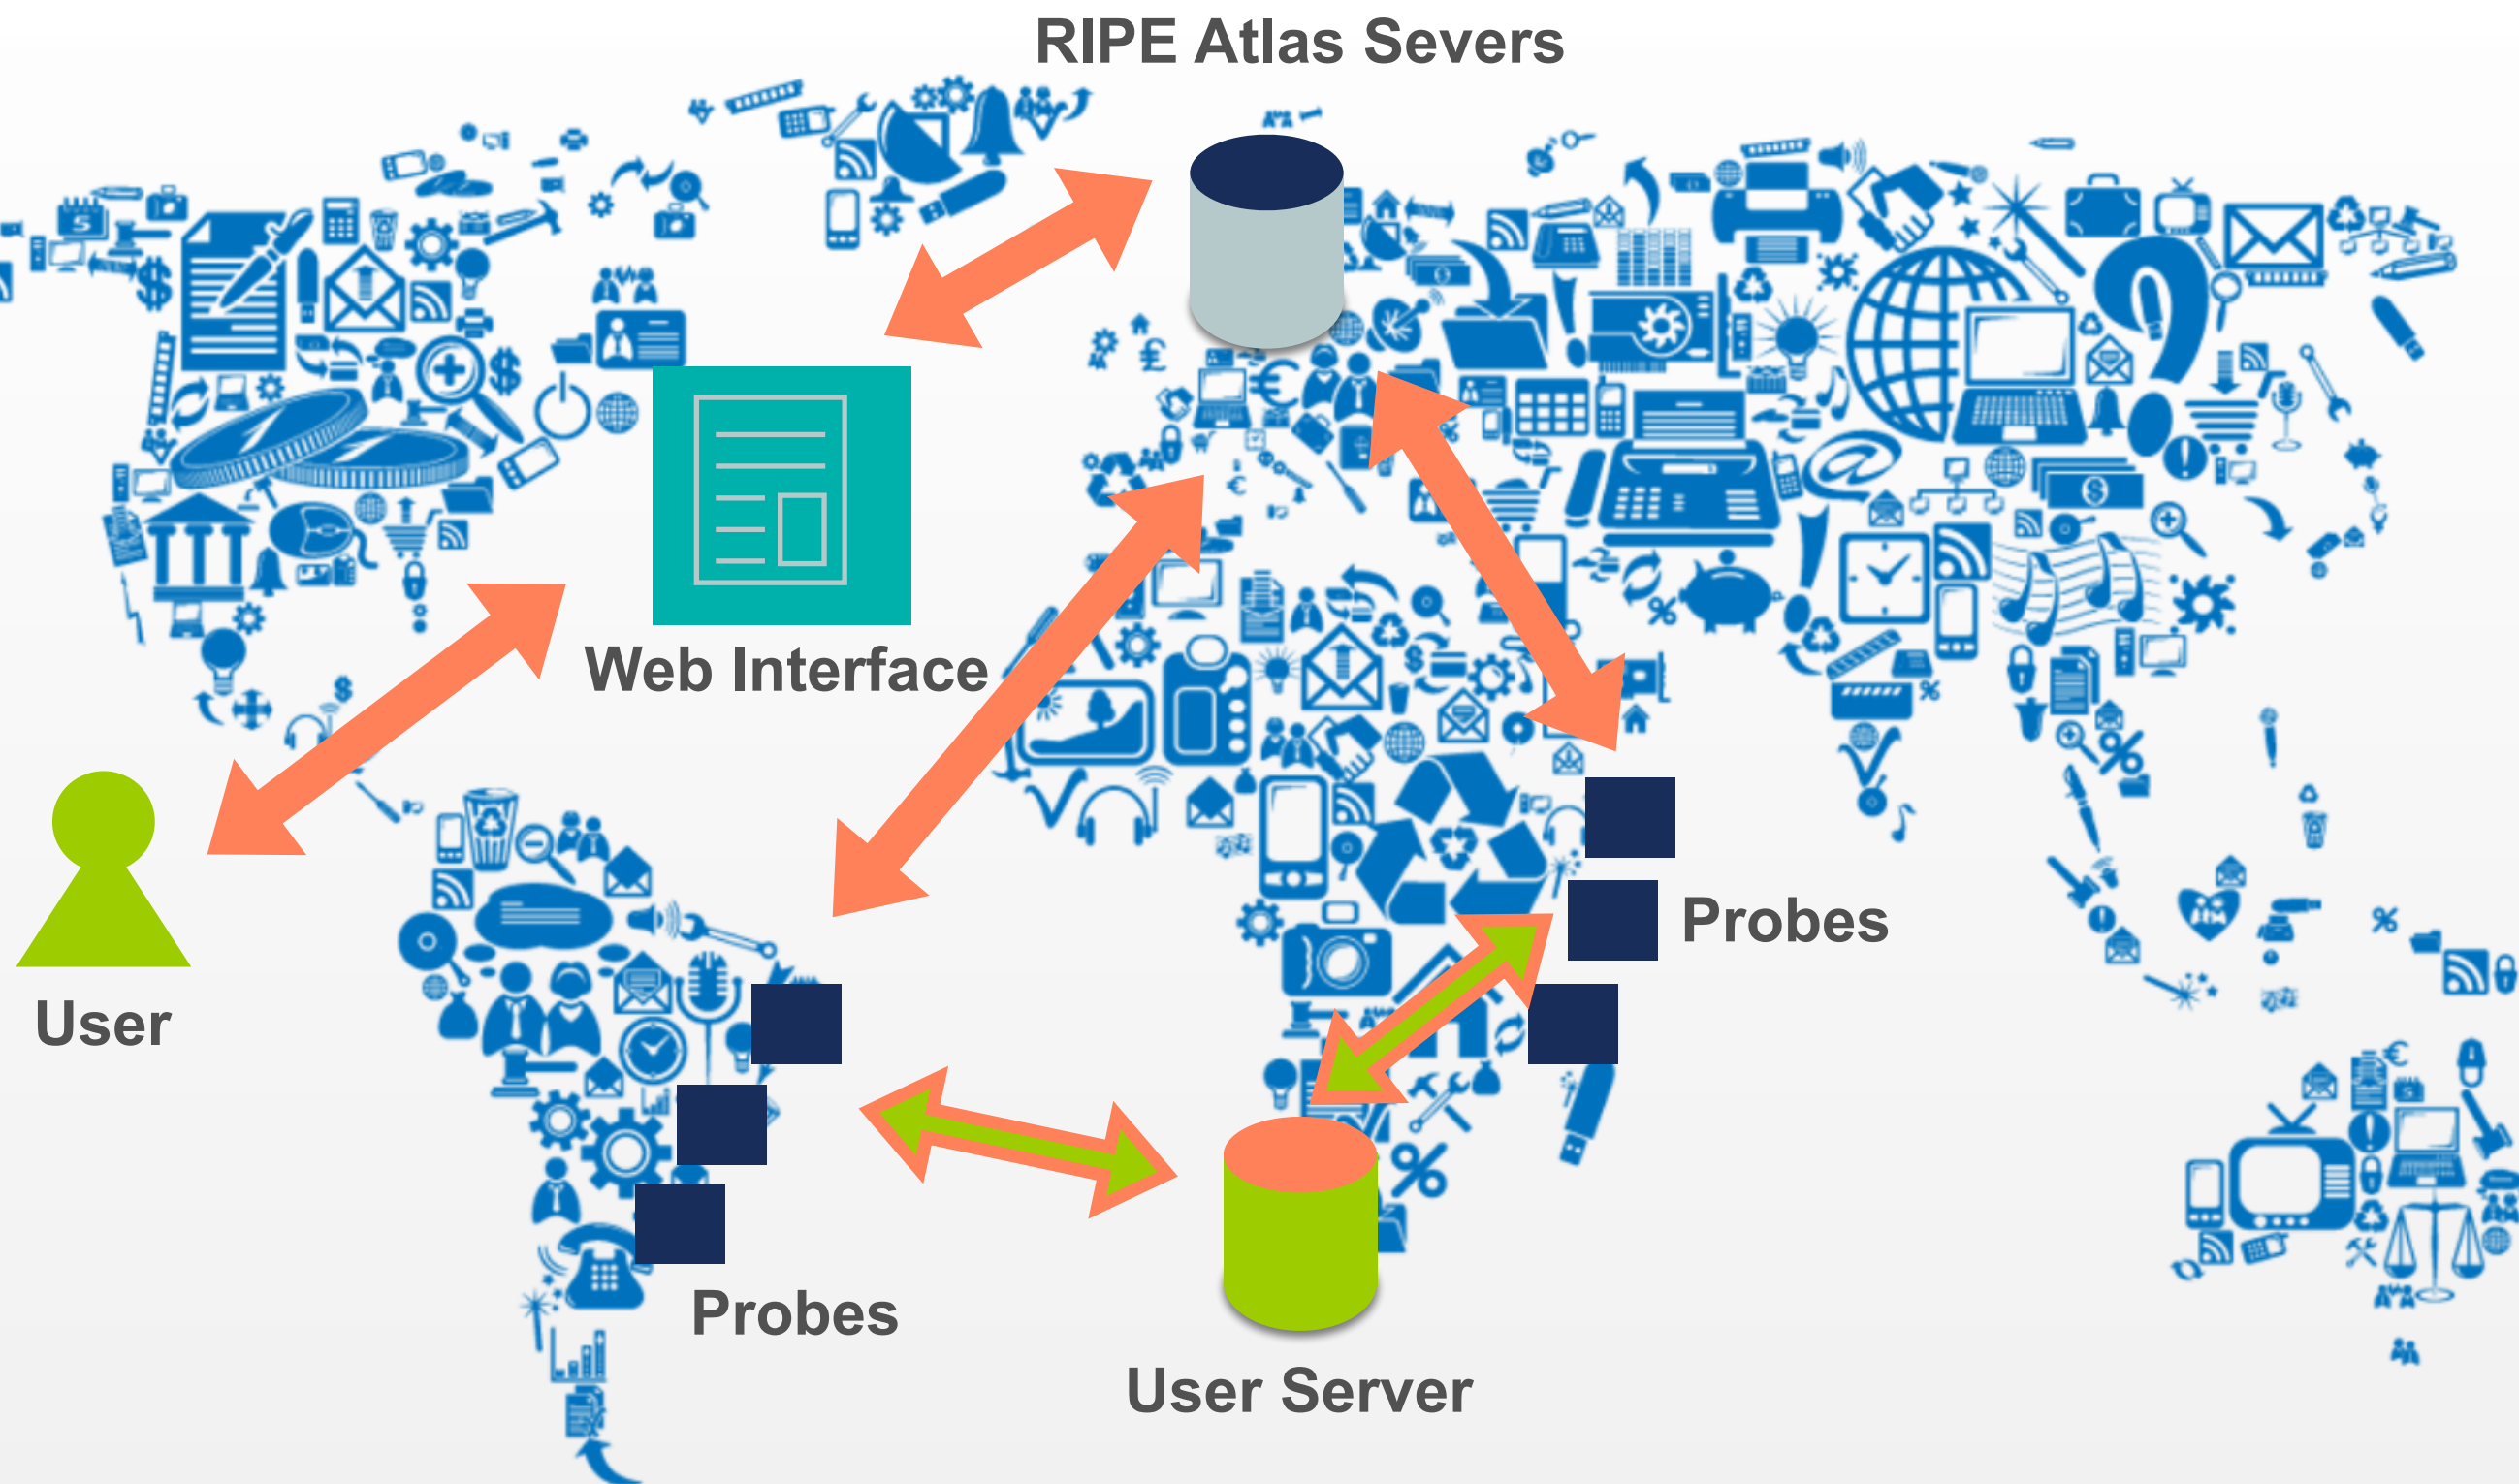 RIPE Atlas Severs
Web Interface
Probes
User
Probes
User Server